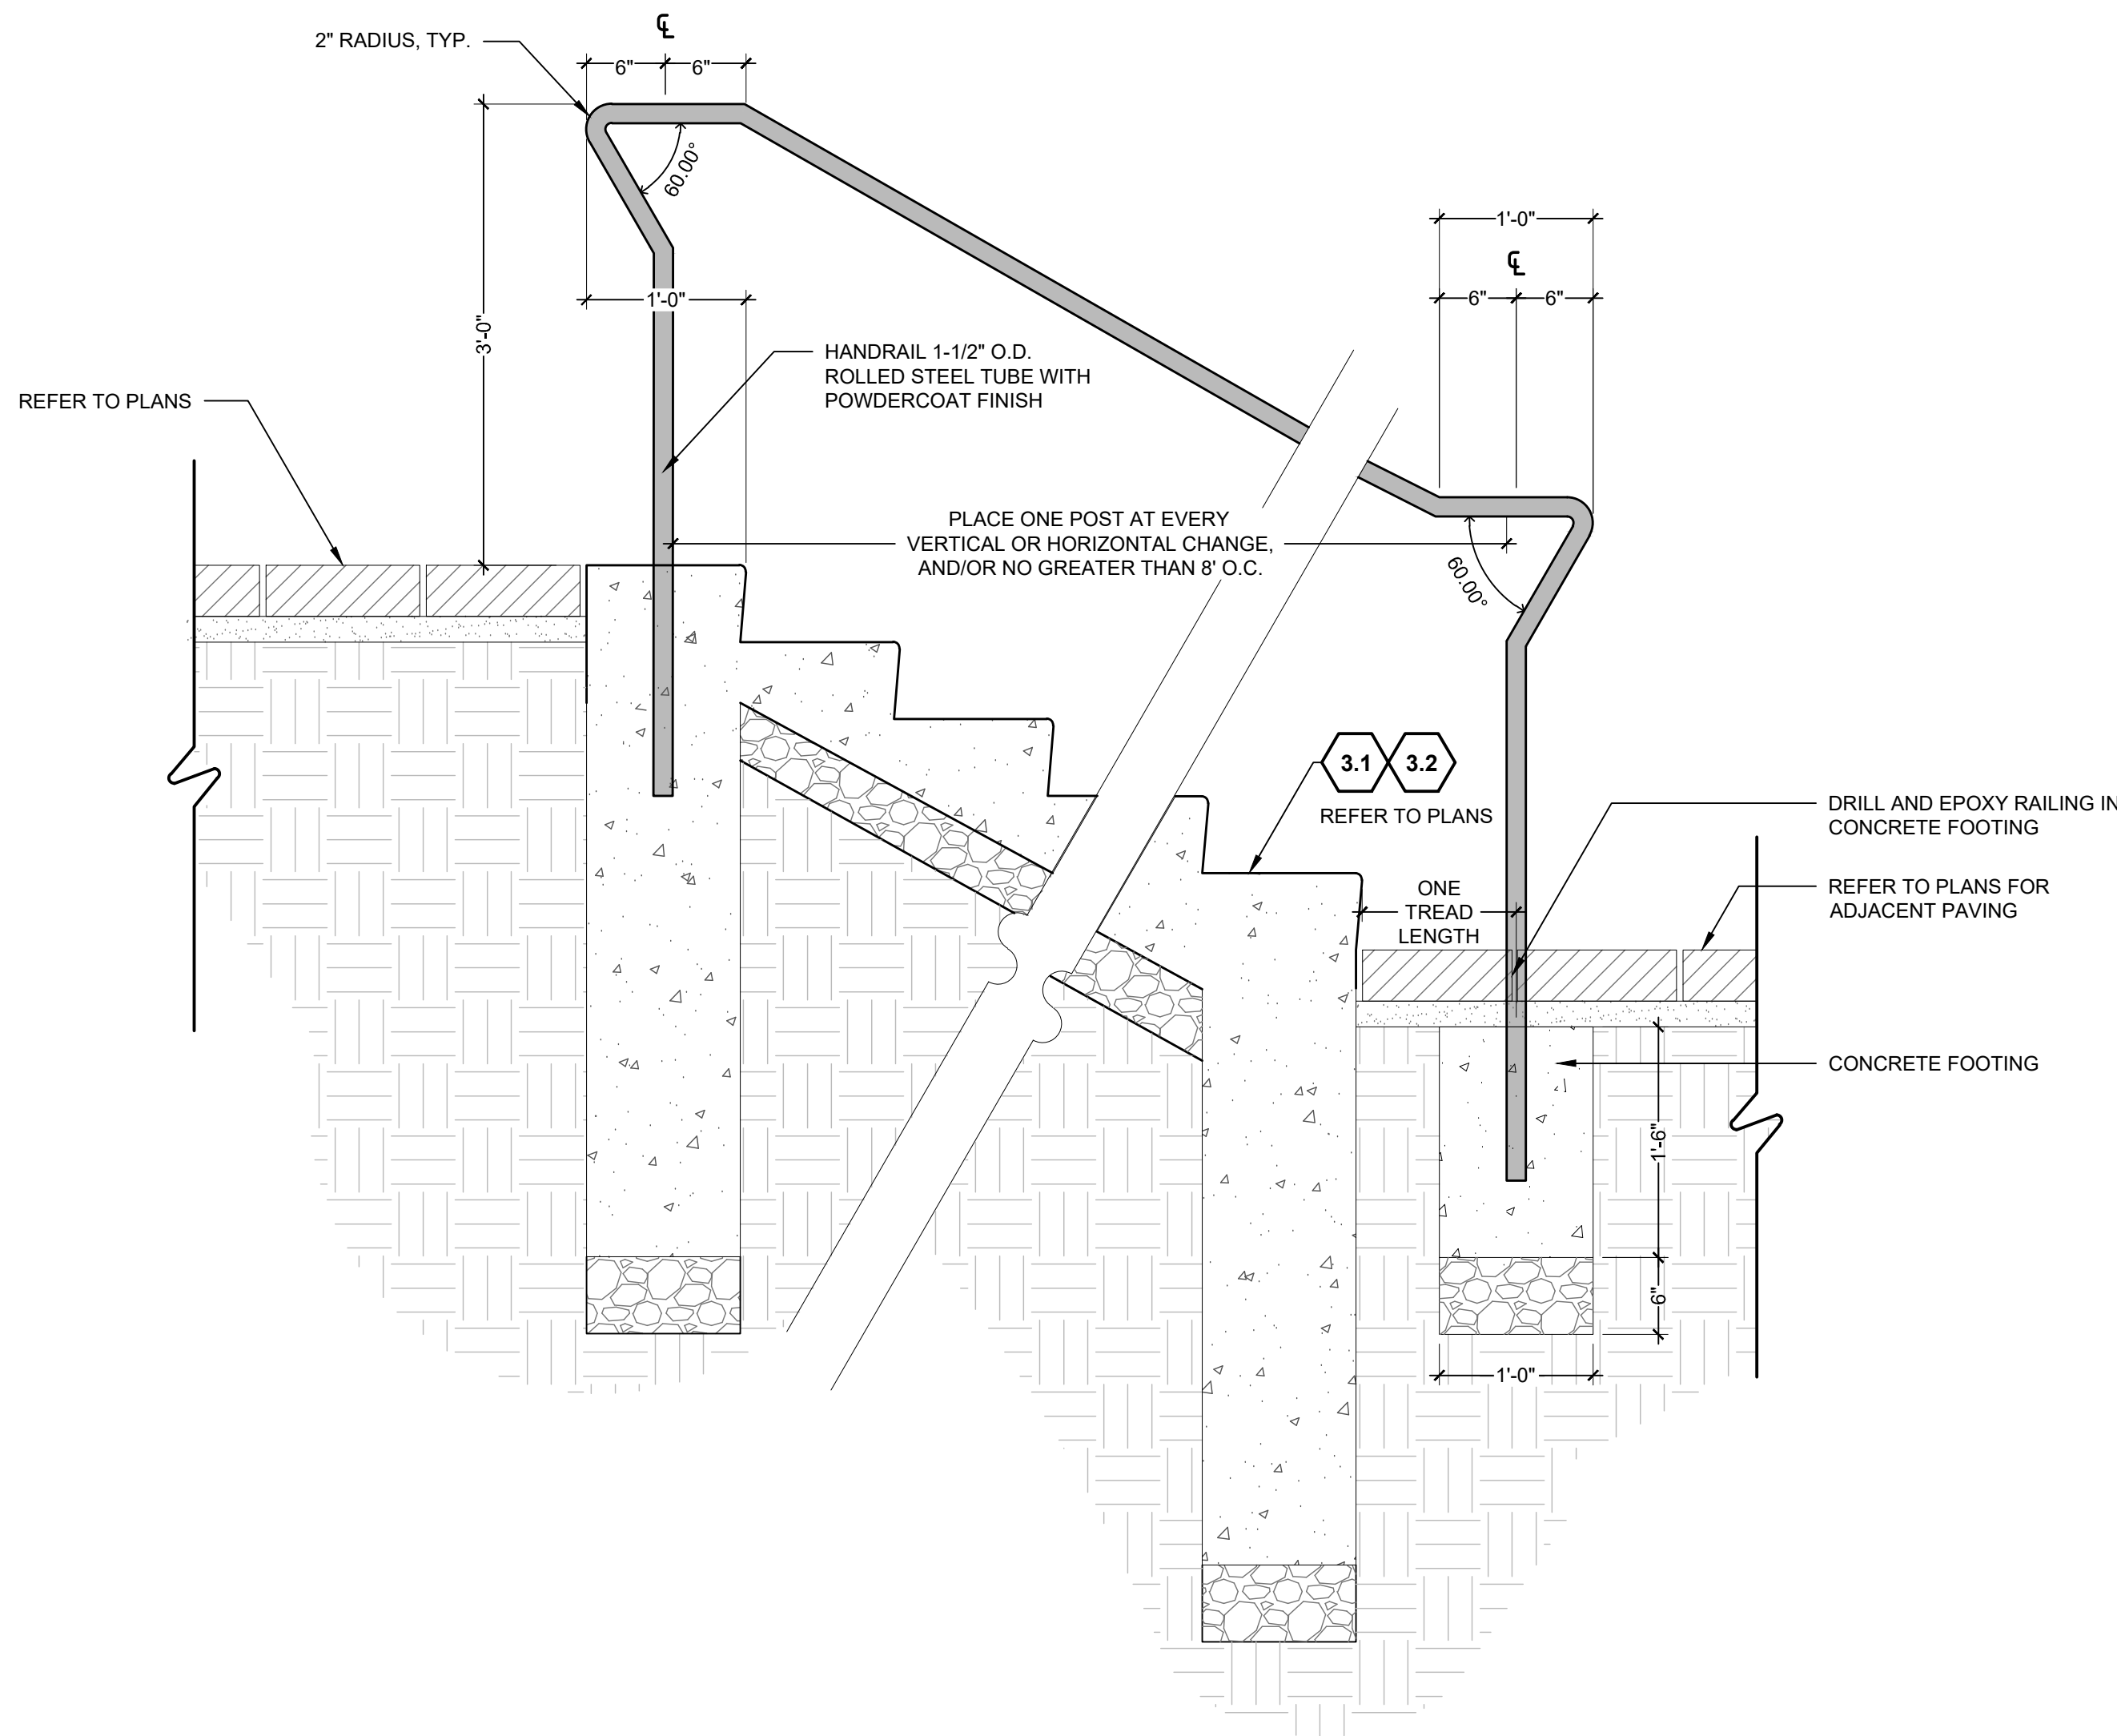 ℄
2" RADIUS, TYP.
6"
6"
60.00°
1'-0"
℄
1'-0"
6"
6"
3'-0"
HANDRAIL 1-1/2" O.D.
ROLLED STEEL TUBE WITH
POWDERCOAT FINISH
REFER TO PLANS
PLACE ONE POST AT EVERY
VERTICAL OR HORIZONTAL CHANGE,
AND/OR NO GREATER THAN 8' O.C.
60.00°
3.1
3.2
REFER TO PLANS
DRILL AND EPOXY RAILING IN
CONCRETE FOOTING
ONE
TREAD
LENGTH
REFER TO PLANS FOR
ADJACENT PAVING
CONCRETE FOOTING
1'-6"
6"
1'-0"